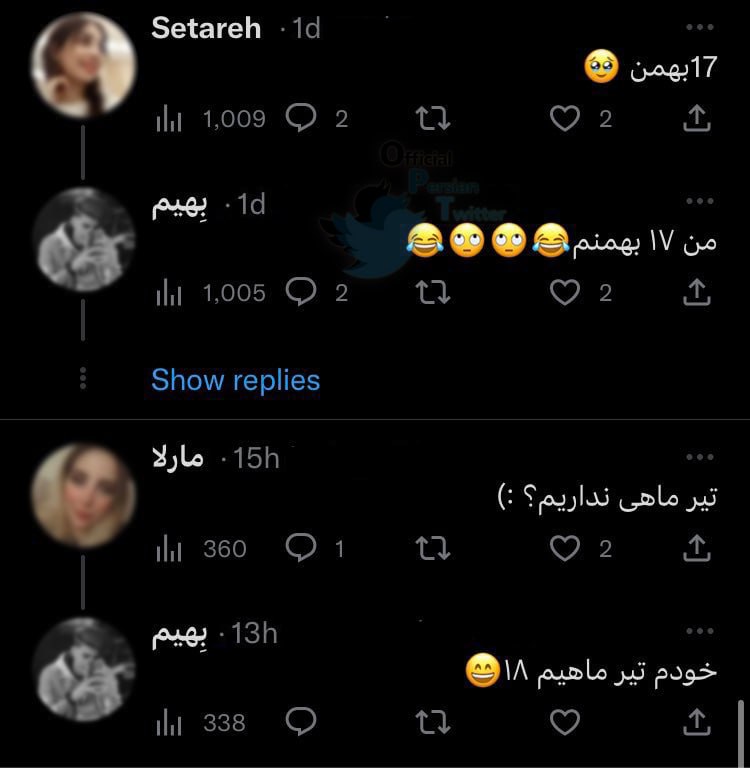 Setareh · 1d
17بهمن 🥹
1,009 2 2
Official
Persian
Twitter
بِهیم · 1d
من ۱۷ بهمنم😂🙄🙄😂
1,005 2 2
Show replies
مارلا · 15h
تیر ماهی نداریم؟ :)
360 1 2
بِهیم · 13h
خودم تیر ماهیم ۱۸😄
338